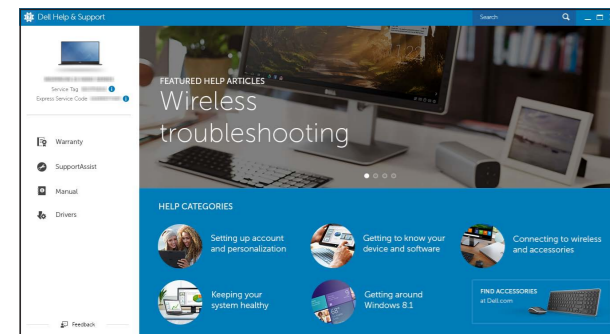 Dell Help & Support
Search
Service Tag
Express Service Code
Warranty
SupportAssist
Manual
Drivers
Feedback
FEATURED HELP ARTICLES
Wireless
troubleshooting
HELP CATEGORIES
Setting up account
and personalization
Getting to know your
device and software
Connecting to wireless
and accessories
Keeping your
system healthy
Getting around
Windows 8.1
FIND ACCESSORIES
at Dell.com